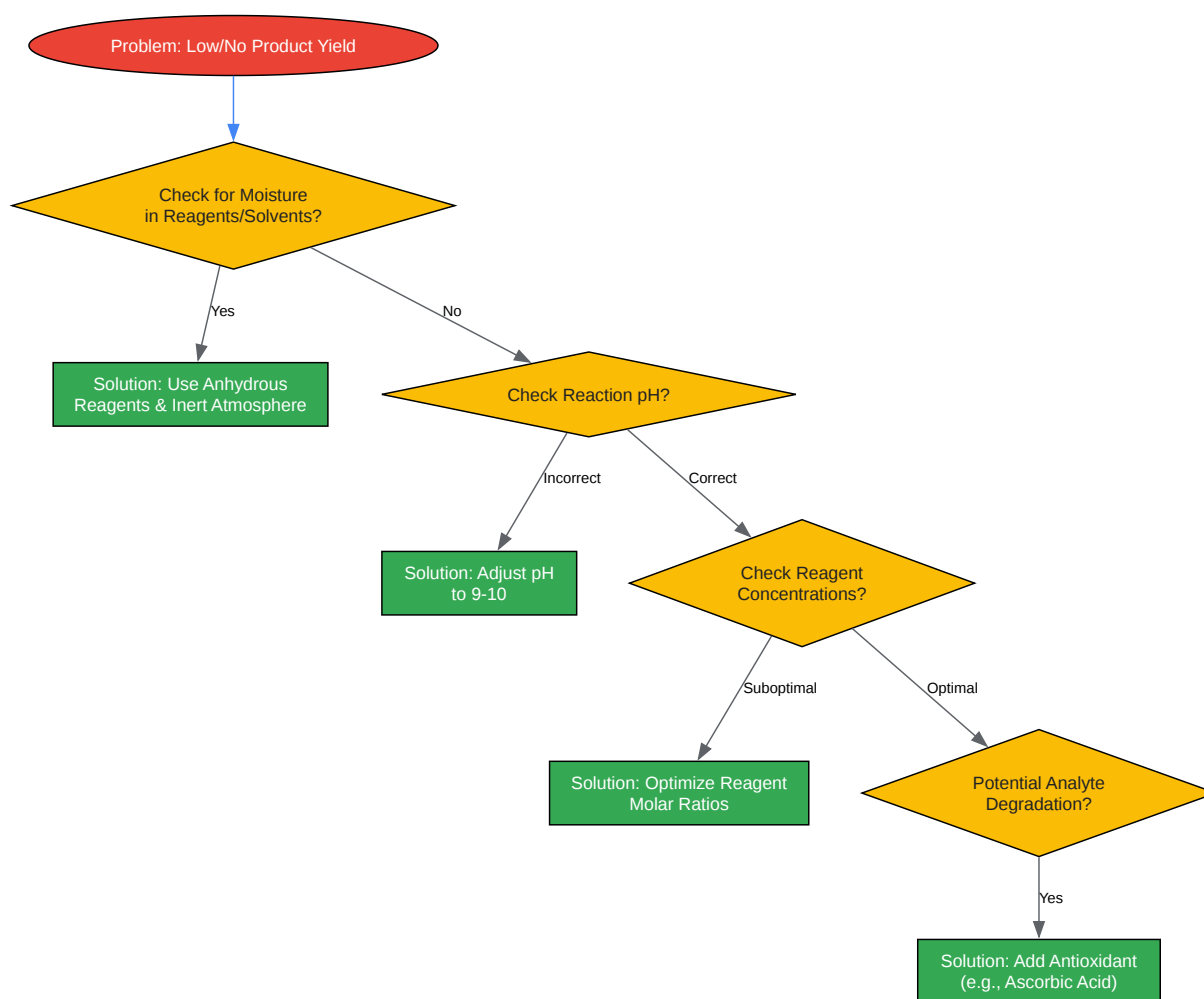 Problem: Low/No Product Yield
Check for Moisture
in Reagents/Solvents?
Yes
No
Solution: Use Anhydrous
Reagents & Inert Atmosphere
Check Reaction pH?
Incorrect
Correct
Solution: Adjust pH
to 9-10
Check Reagent
Concentrations?
Suboptimal
Optimal
Solution: Optimize Reagent
Molar Ratios
Potential Analyte
Degradation?
Yes
Solution: Add Antioxidant
(e.g., Ascorbic Acid)